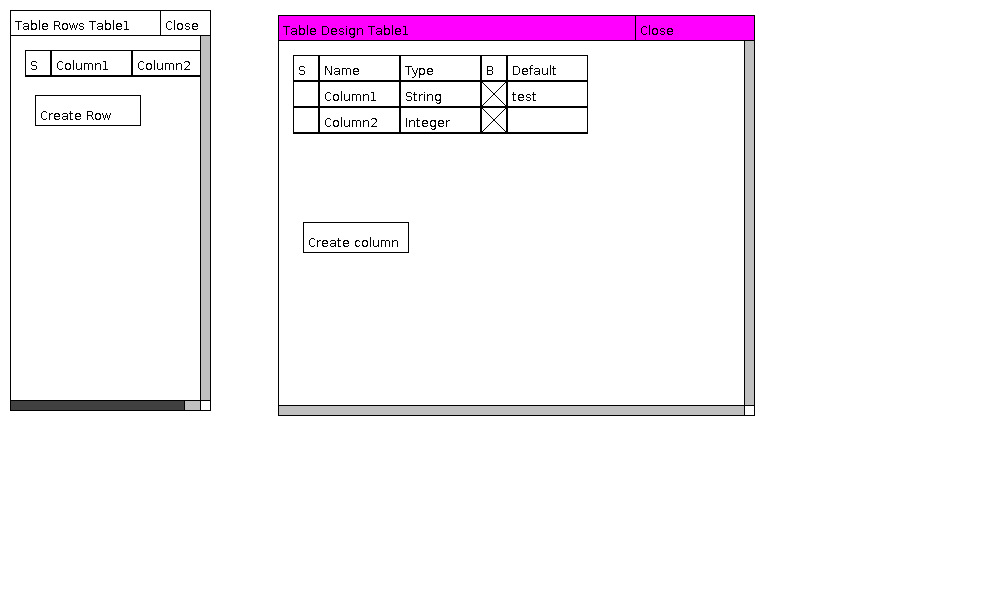 Table Rows Table1 Close
S Column1 Column2
Create Row
Table Design Table1 Close
S Name Type B Default
Column1 String test
Column2 Integer
Create column